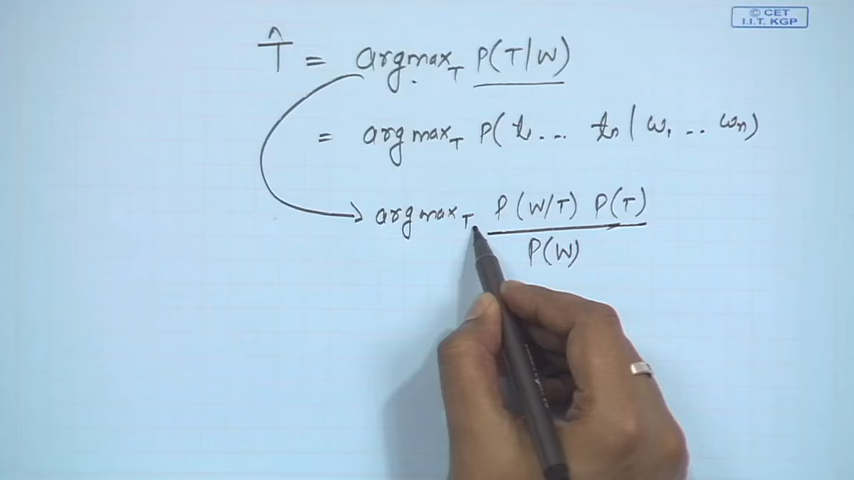 © CET
I.I.T. KGP
T̂ = argmax_T P(T|W)
= argmax_T P(t₁ ... tₙ | w₁ .. wₙ)
argmax_T P(W/T) P(T)
P(W)